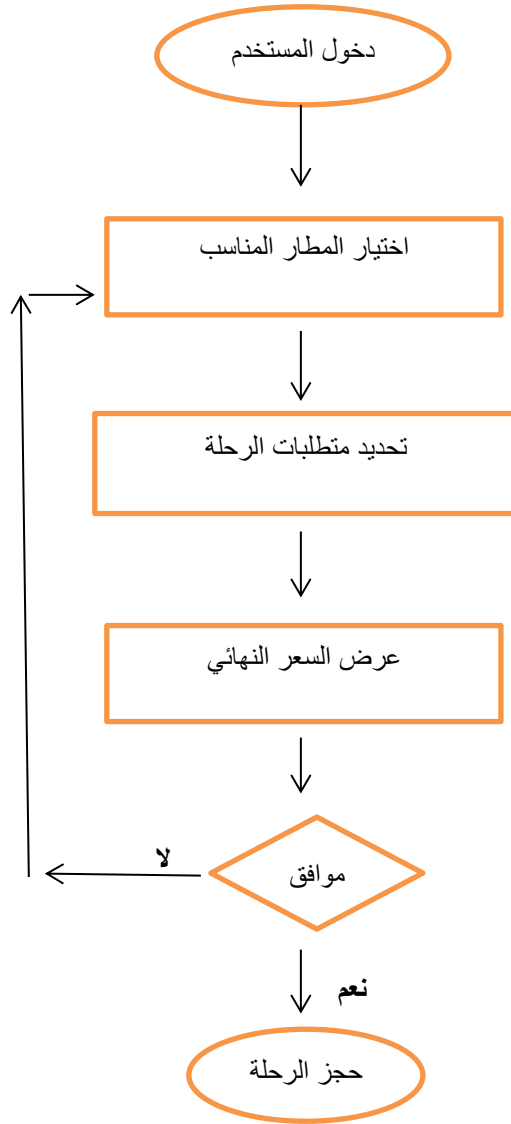 دخول المستخدم
اختيار المطار المناسب
تحديد متطلبات الرحلة
عرض السعر النهائي
لا
موافق
نعم
حجز الرحلة